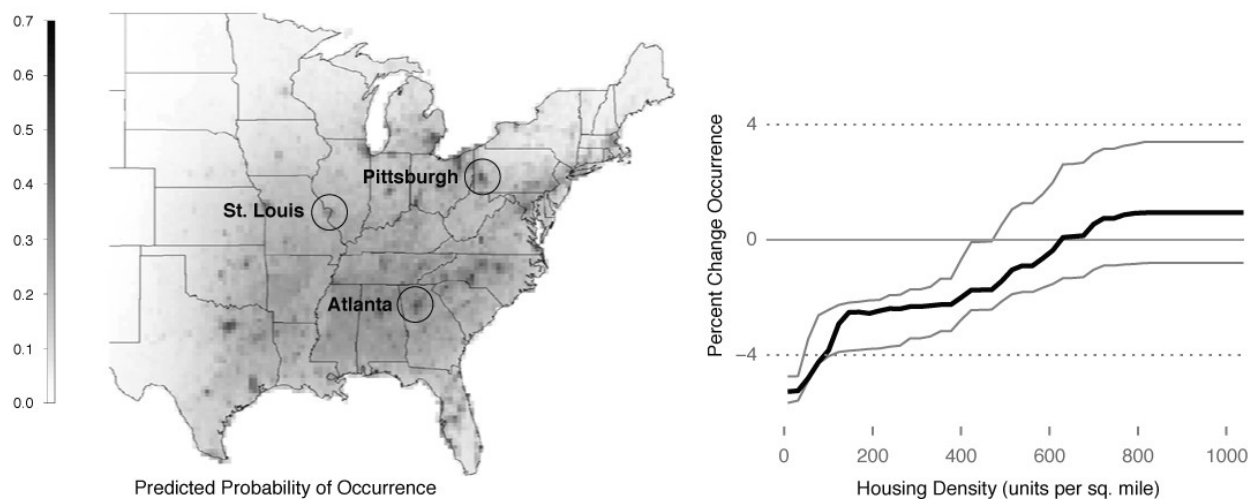 0.7
0.6
0.5
0.4
0.3
0.2
0.1
0.0
Pittsburgh
St. Louis
Atlanta
Predicted Probability of Occurrence
Percent Change Occurrence
4
0
−4
0 200 400 600 800 1000
Housing Density (units per sq. mile)